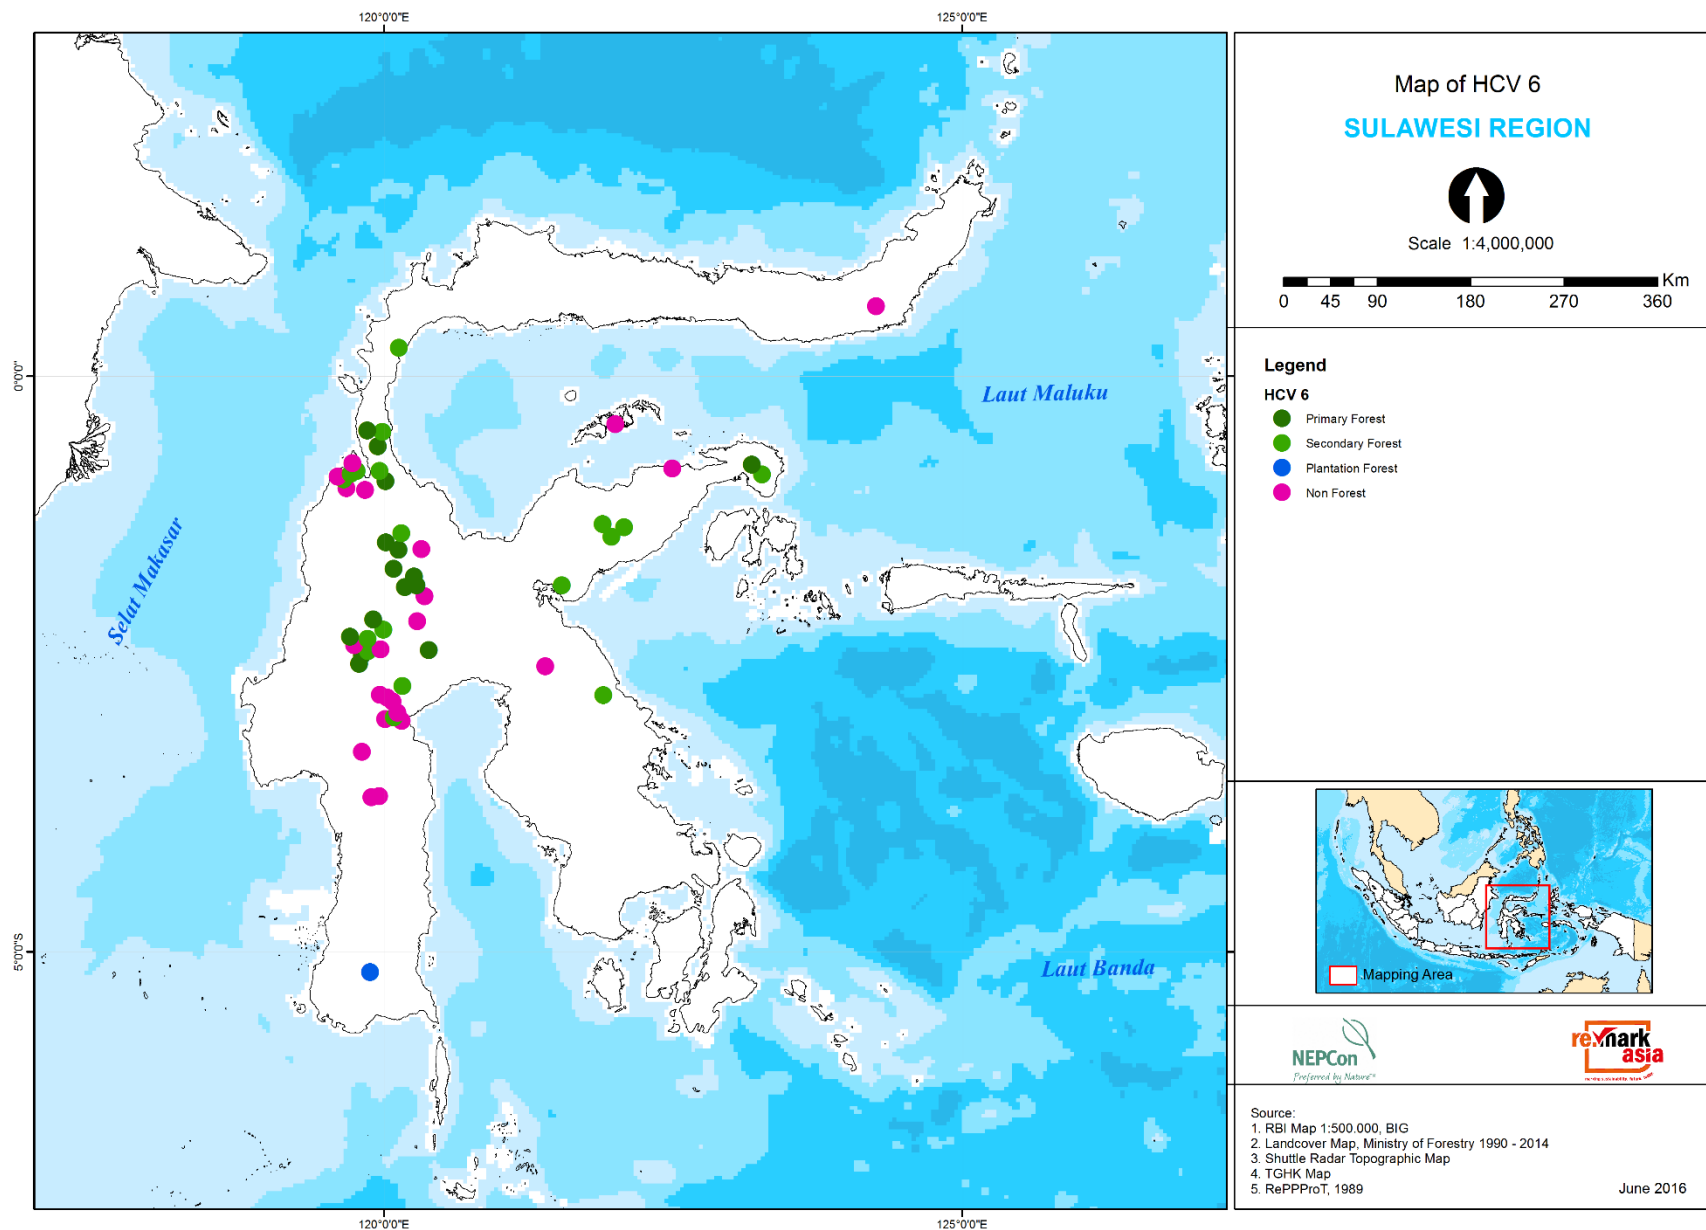 120°0'0"E
125°0'0"E
0°0'0"
5°0'0"S
Selat Makasar
Laut Maluku
Laut Banda
120°0'0"E
125°0'0"E
Map of HCV 6
SULAWESI REGION
Scale 1:4,000,000
Km
0 45 90 180 270 360
Legend
HCV 6
Primary Forest
Secondary Forest
Plantation Forest
Non Forest
Mapping Area
NEPCon
Preferred by Nature™
re.mark
asia
Source:
1. RBI Map 1:500.000, BIG
2. Landcover Map, Ministry of Forestry 1990 - 2014
3. Shuttle Radar Topographic Map
4. TGHK Map
5. RePPProT, 1989
June 2016